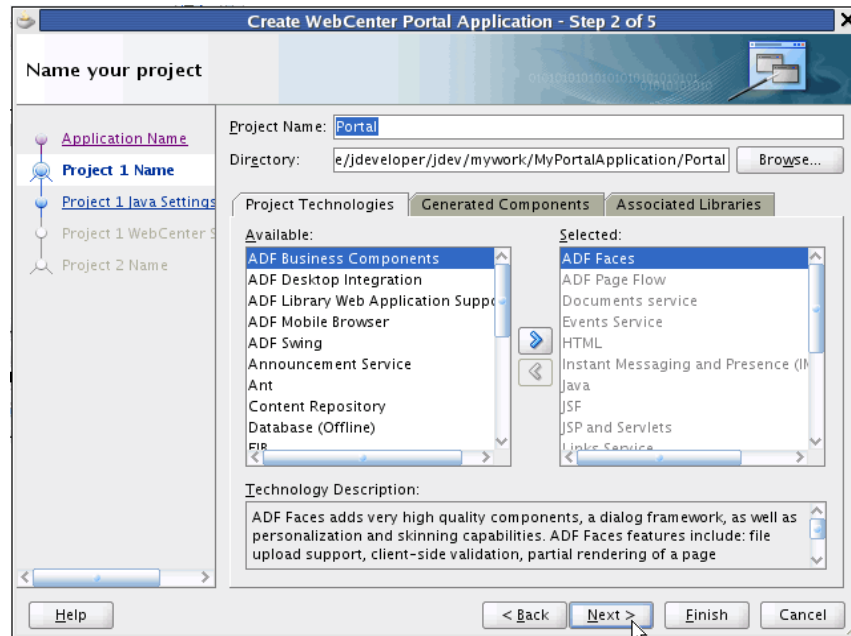 Create WebCenter Portal Application - Step 2 of 5
Name your project
Application Name
Project 1 Name
Project 1 Java Settings
Project 1 WebCenter S
Project 2 Name
Project Name: Portal
Directory: e/jdeveloper/jdev/mywork/MyPortalApplication/Portal Browse...
Project Technologies Generated Components Associated Libraries
Available:
ADF Business Components
ADF Desktop Integration
ADF Library Web Application Suppo
ADF Mobile Browser
ADF Swing
Announcement Service
Ant
Content Repository
Database (Offline)
EJB
Selected:
ADF Faces
ADF Page Flow
Documents service
Events Service
HTML
Instant Messaging and Presence (IM
Java
JSF
JSP and Servlets
Links Service
Technology Description:
ADF Faces adds very high quality components, a dialog framework, as well as
personalization and skinning capabilities. ADF Faces features include: file
upload support, client-side validation, partial rendering of a page
Help < Back Next > Finish Cancel